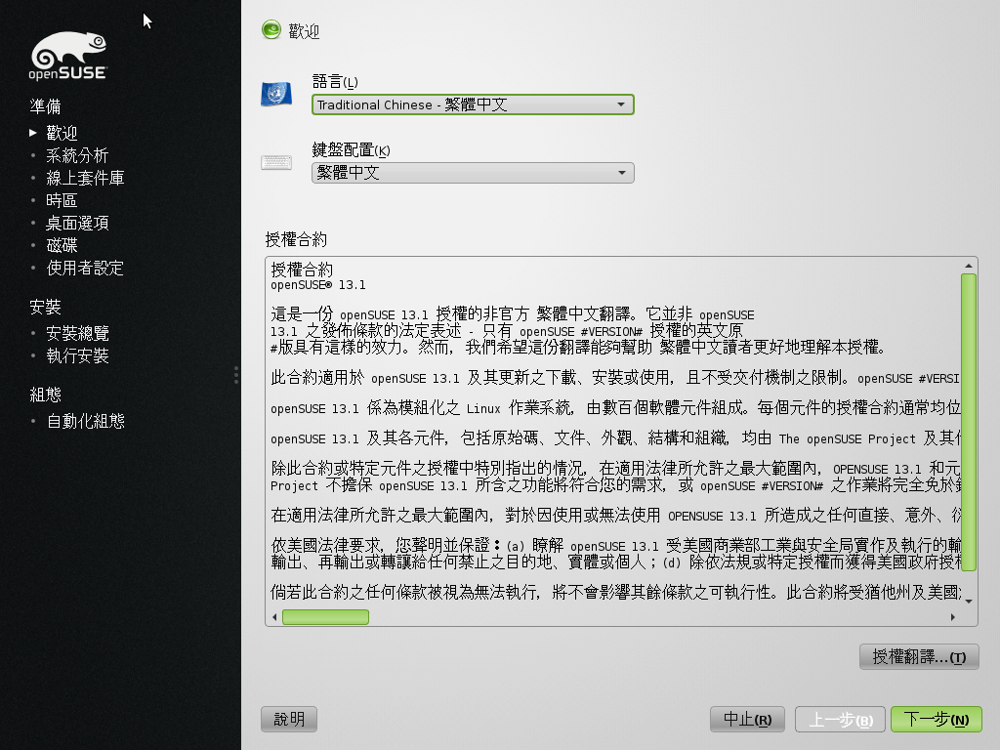 openSUSE
準備
歡迎
系統分析
線上套件庫
時區
桌面選項
磁碟
使用者設定
安裝
安裝總覽
執行安裝
組態
自動化組態
歡迎
語言(L)
Traditional Chinese - 繁體中文
鍵盤配置(K)
繁體中文
授權合約
授權合約
openSUSE® 13.1
這是一份 openSUSE 13.1 授權的非官方 繁體中文翻譯。它並非 openSUSE
13.1 之發佈條款的法定表述 - 只有 openSUSE #VERSION# 授權的英文原
#版具有這樣的效力。然而, 我們希望這份翻譯能夠幫助 繁體中文讀者更好地理解本授權。
此合約適用於 openSUSE 13.1 及其更新之下載、安裝或使用, 且不受交付機制之限制。openSUSE #VERSI
openSUSE 13.1 係為模組化之 Linux 作業系統, 由數百個軟體元件組成。每個元件的授權合約通常均位
openSUSE 13.1 及其各元件, 包括原始碼、文件、外觀、結構和組織, 均由 The openSUSE Project 及其
除此合約或特定元件之授權中特別指出的情況, 在適用法律所允許之最大範圍內, OPENSUSE 13.1 和元
Project 不擔保 openSUSE 13.1 所含之功能將符合您的需求, 或 openSUSE #VERSION# 之作業將完全免於
在適用法律所允許之最大範圍內, 對於因使用或無法使用 OPENSUSE 13.1 所造成之任何直接、意外、
依美國法律要求, 您聲明並保證：(a) 瞭解 openSUSE 13.1 受美國商業部工業與安全局實作及執行的輸
輸出、再輸出或轉讓給任何禁止之目的地、實體或個人；(d) 除依法規或特定授權而獲得美國政府授權
倘若此合約之任何條款被視為無法執行, 將不會影響其餘條款之可執行性。此合約將受猶他州及美國
授權翻譯...(T)
說明
中止(R)
上一步(B)
下一步(N)